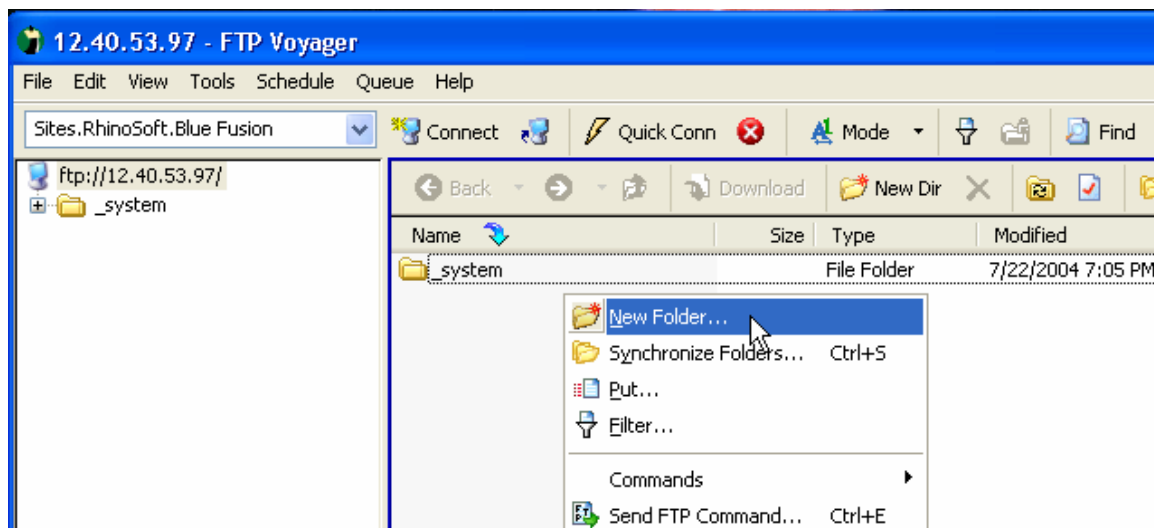 12.40.53.97 - FTP Voyager
File Edit View Tools Schedule Queue Help
Sites.RhinoSoft.Blue Fusion Connect Quick Conn Mode Find
ftp://12.40.53.97/
_system
Back Download New Dir
Name Size Type Modified
_system File Folder 7/22/2004 7:05 PM
New Folder...
Synchronize Folders... Ctrl+S
Put...
Filter...
Commands
Send FTP Command... Ctrl+E